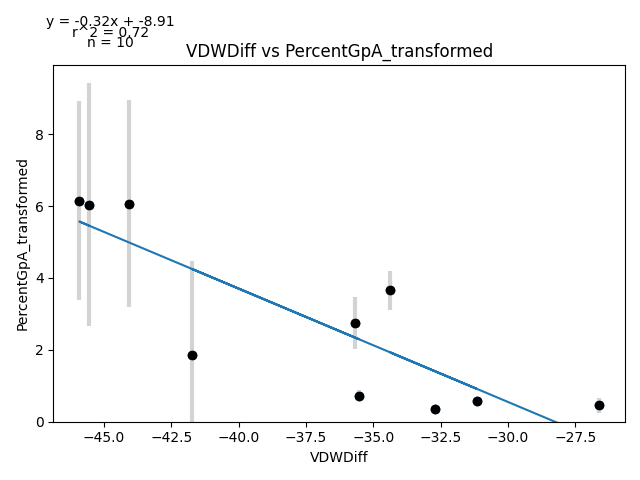 y = -0.32x + -8.91
r^2 = 0.72
n = 10
VDWDiff vs PercentGpA_transformed
PercentGpA_transformed
8
6
4
2
0
−45.0 −42.5 −40.0 −37.5 −35.0 −32.5 −30.0 −27.5
VDWDiff